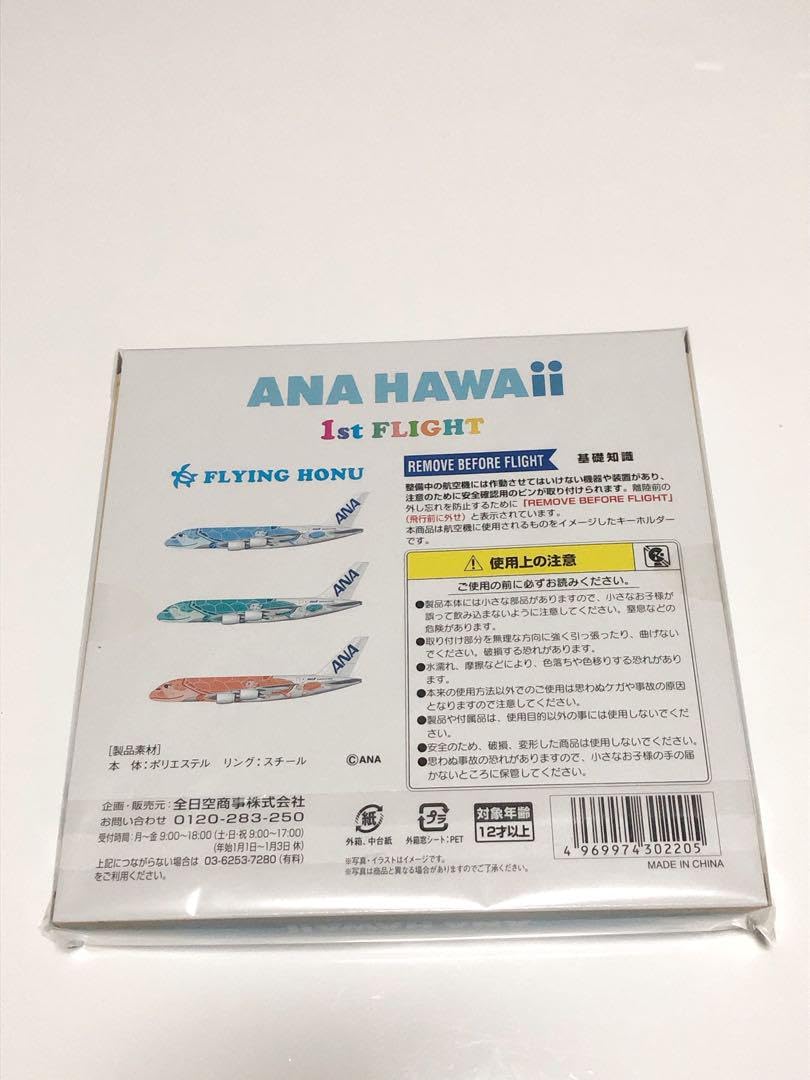 ANA HAWAii
1st FLIGHT
FLYING HONU
ANA
ANA
ANA
[製品素材]
本　体：ポリエステル　リング：スチール
©ANA
REMOVE BEFORE FLIGHT
基礎知識
整備中の航空機には作動させてはいけない機器や装置があり、
注意のために安全確認用のピンが取り付けられます。離陸前の
外し忘れを防止するために「REMOVE BEFORE FLIGHT」
（飛行前に外せ）と表示されています。
本商品は航空機に使用されるものをイメージしたキーホルダー
です。
使用上の注意
ご使用の前に必ずお読みください。
●製品本体には小さな部品がありますので、小さなお子様が
誤って飲み込まないように注意してください。窒息などの
危険があります。
●取り付け部分を無理な方向に強く引っ張ったり、曲げない
でください。破損する恐れがあります。
●水濡れ、摩擦などにより、色落ちや色移りする恐れがあり
ます。
●本来の使用方法以外でのご使用は思わぬケガや事故の原因
となりますので注意してください。
●製品や付属品は、使用目的以外の事には使用しないでくだ
さい。
●安全のため、破損、変形した商品は使用しないでください。
●思わぬ事故の恐れがありますので、小さなお子様の手の届
かないところに保管してください。
企画・販売元：全日空商事株式会社
お問い合わせ 0120-283-250
受付時間：月〜金 9:00〜18:00（土・日・祝 9:00〜17:00）
（年始1月1日〜1月3日 休）
上記につながらない場合は　03-6253-7280（有料）
をご利用ください。
紙
外箱、中台紙
プラ
外箱窓シート：PET
対象年齢
12才以上
※写真・イラストはイメージです。
※写真は商品と異なる場合がありますのでご了承ください。
4 969974 302205
MADE IN CHINA